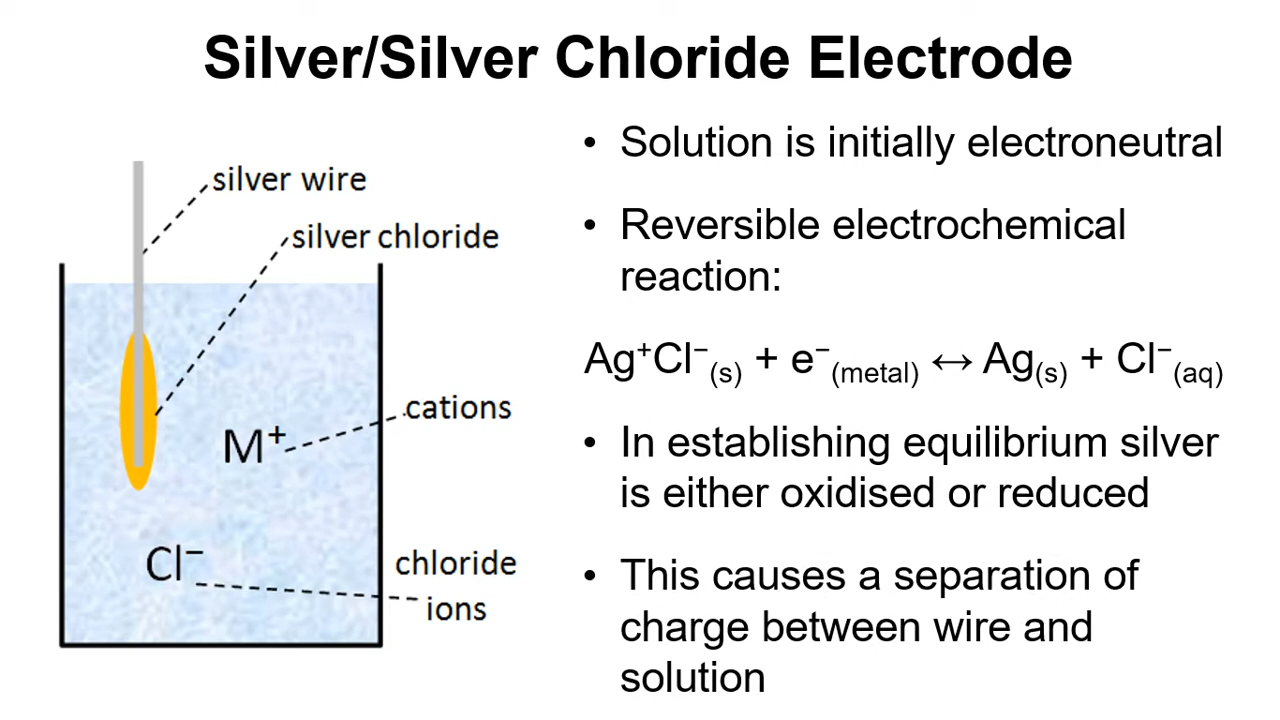 Silver/Silver Chloride Electrode
silver wire
silver chloride
M⁺
cations
Cl⁻
chloride
ions
• Solution is initially electroneutral
• Reversible electrochemical
reaction:
Ag⁺Cl⁻(s) + e⁻(metal) ↔ Ag(s) + Cl⁻(aq)
• In establishing equilibrium silver
is either oxidised or reduced
• This causes a separation of
charge between wire and
solution